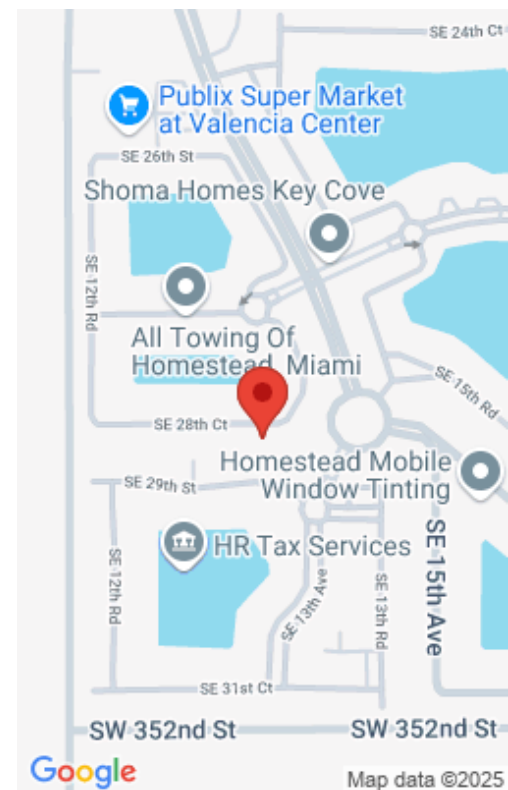 SE 24th Ct
Publix Super Market
at Valencia Center
SE 26th St
Shoma Homes Key Cove
SE 12th Rd
All Towing Of
Homestead, Miami
SE 15th Rd
SE 28th Ct
Homestead Mobile
Window Tinting
SE 29th St
HR Tax Services
SE 15th Ave
SE 12th Rd
SE 13th Ave
SE 13th Rd
SE 31st Ct
SW 352nd St
SW 352nd St
Google
Map data ©2025